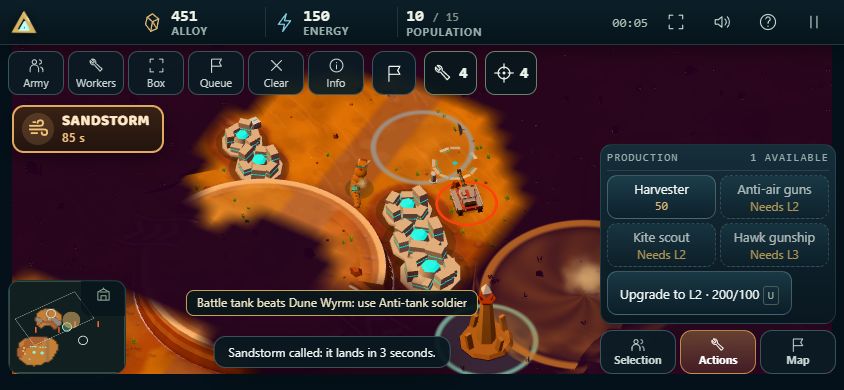 451
ALLOY
150
ENERGY
10 / 15
POPULATION
00:05
Army
Workers
Box
Queue
Clear
Info
4
4
SANDSTORM
85 s
PRODUCTION
1 AVAILABLE
Harvester
50
Anti-air guns
Needs L2
Kite scout
Needs L2
Hawk gunship
Needs L3
Upgrade to L2 · 200/100 U
Battle tank beats Dune Wyrm: use Anti-tank soldier
Sandstorm called: it lands in 3 seconds.
Selection
Actions
Map